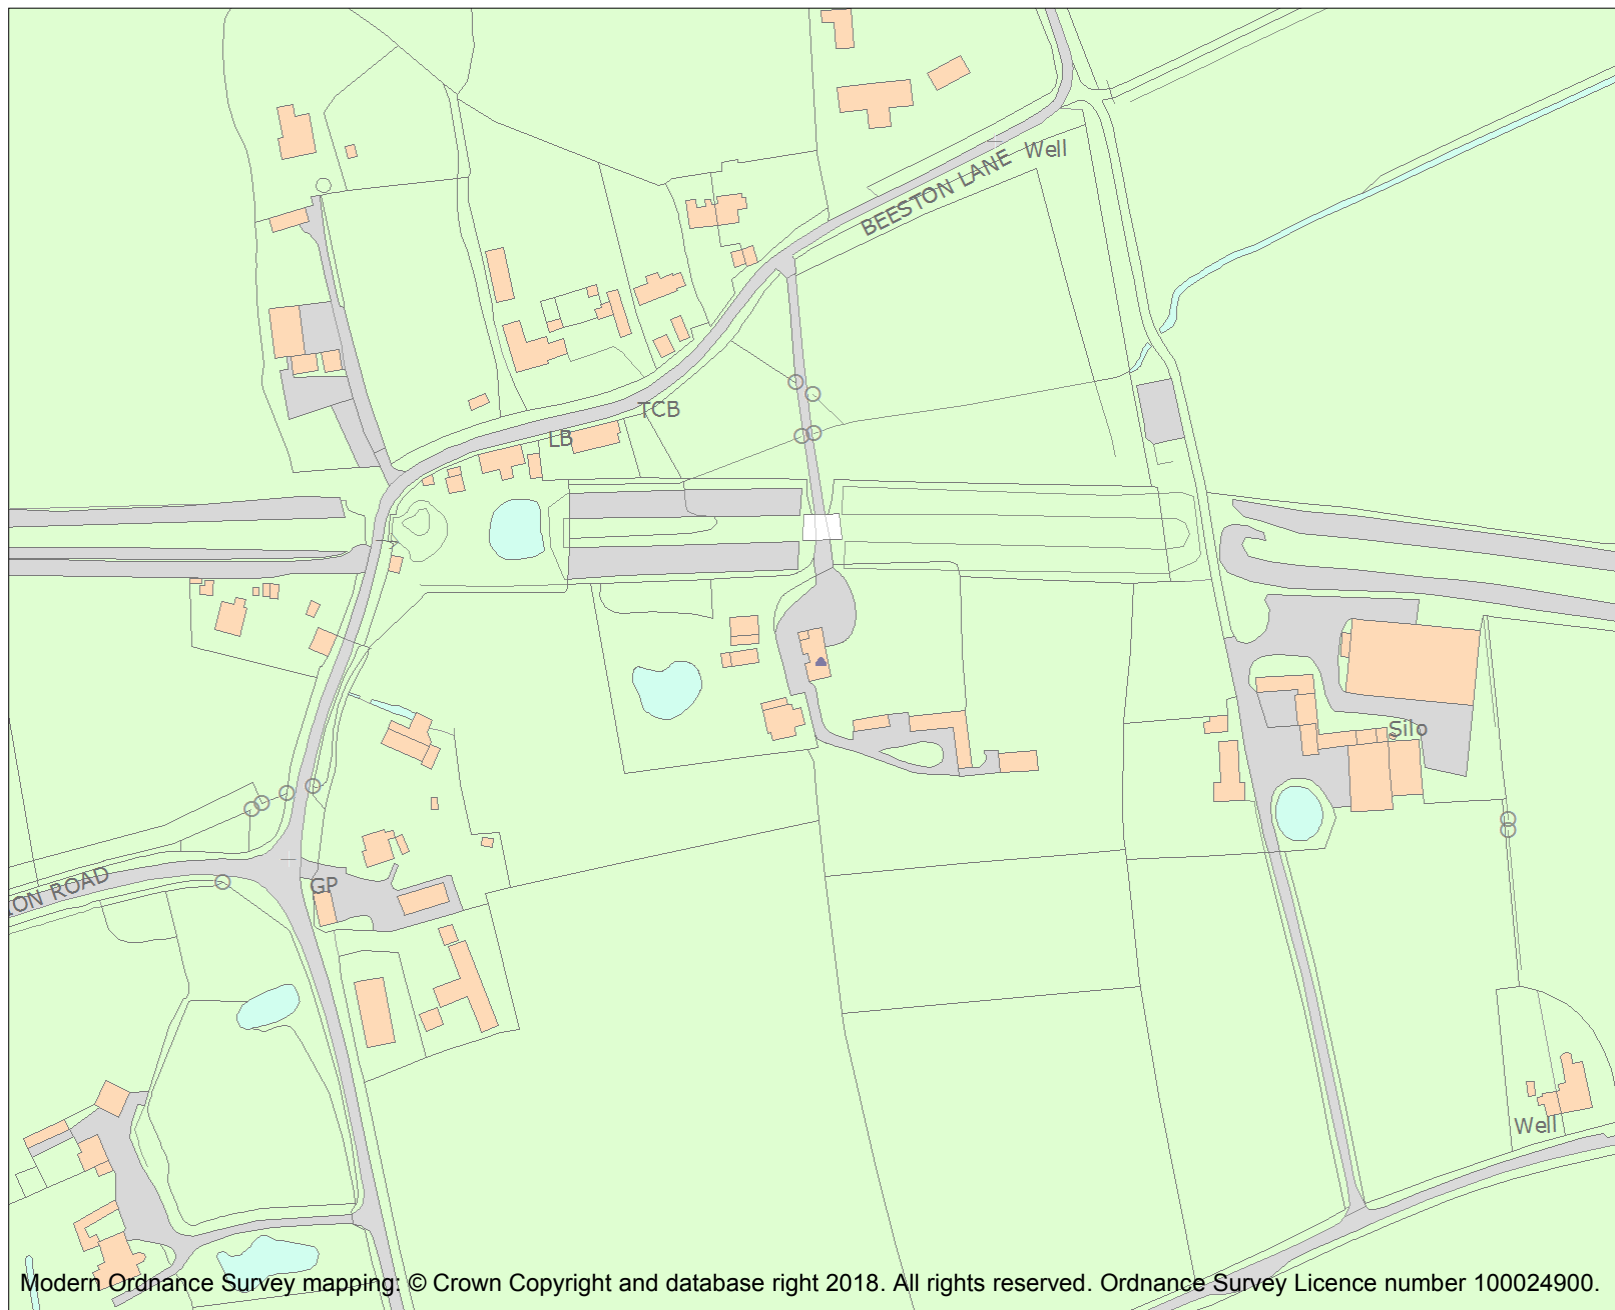 BEESTON LANE
Well
TCB
LB
Silo
ON ROAD
GP
Well
Modern Ordnance Survey mapping: © Crown Copyright and database right 2018. All rights reserved. Ordnance Survey Licence number 100024900.